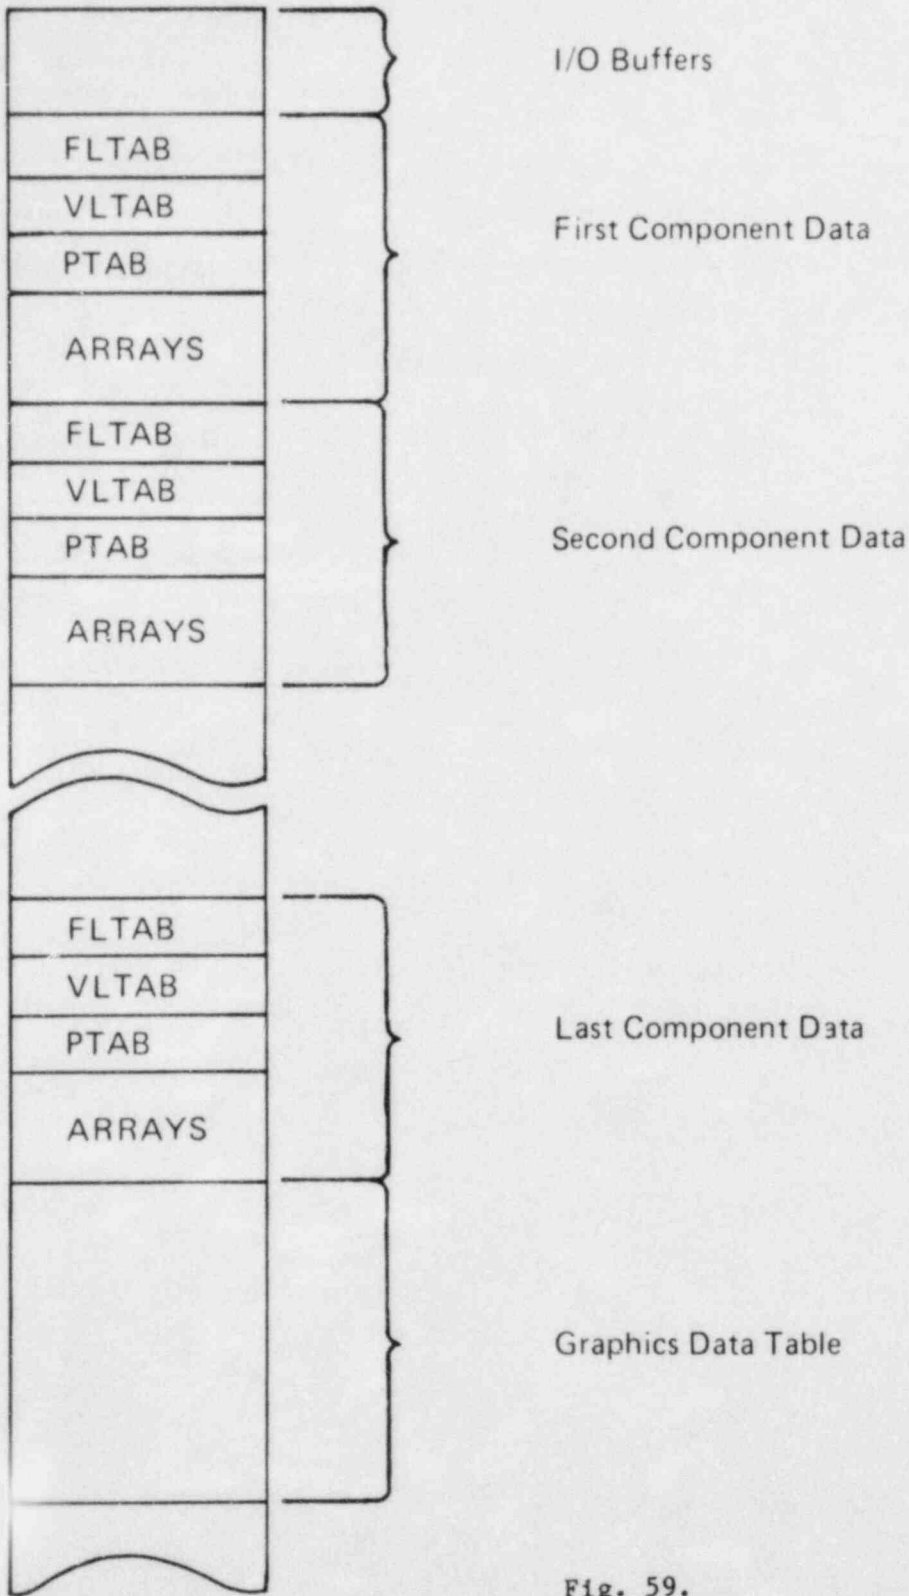 I/O Buffers
FLTAB
VLTAB
PTAB
ARRAYS
First Component Data
FLTAB
VLTAB
PTAB
ARRAYS
Second Component Data
FLTAB
VLTAB
PTAB
ARRAYS
Last Component Data
Graphics Data Table
Fig. 59.